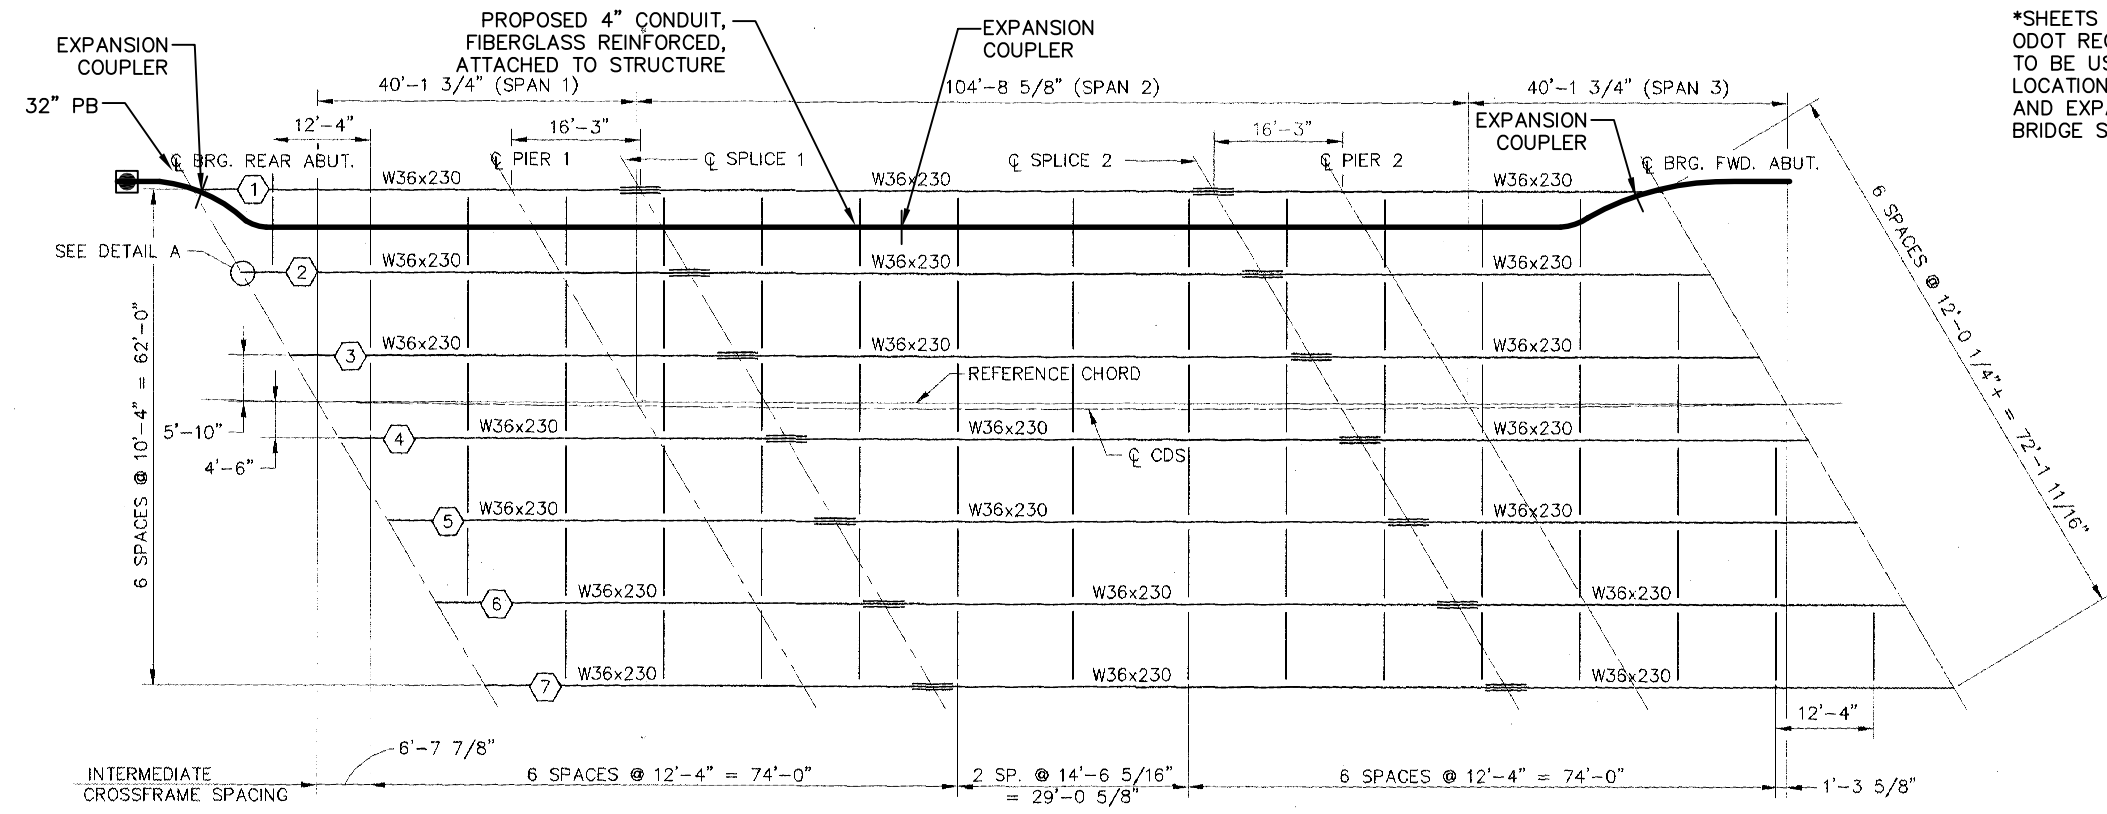 PROPOSED 4" CONDUIT,
FIBERGLASS REINFORCED,
ATTACHED TO STRUCTURE
EXPANSION
COUPLER
EXPANSION
COUPLER
32" PB
*SHEETS
TO BE
LOCATION
AND
BRIDGE
40'-1 3/4" (SPAN 1)
104'-8 5/8" (SPAN 2)
40'-1 3/4" (SPAN 3)
EXPANSION
COUPLER
12'-4"
16'-3"
16'-3"
℄ BRG. REAR ABUT.
℄ PIER 1
℄ SPLICE 1
℄ SPLICE 2
℄ PIER 2
℄ BRG. FWD. ABUT.
1
W36x230
W36x230
W36x230
SEE DETAIL A
2
W36x230
W36x230
W36x230
3
W36x230
W36x230
W36x230
REFERENCE CHORD
5'-10"
4
W36x230
W36x230
W36x230
4'-6"
℄ CDS
5
W36x230
W36x230
W36x230
6
W36x230
W36x230
W36x230
7
W36x230
W36x230
W36x230
6 SPACES @ 10'-4" = 62'-0"
6 SPACES @ 12'-0 1/4"+ = 72'-1 11/16"
12'-4"
6'-7 7/8"
INTERMEDIATE
CROSSFRAME SPACING
6 SPACES @ 12'-4" = 74'-0"
2 SP. @ 14'-6 5/16"
= 29'-0 5/8"
6 SPACES @ 12'-4" = 74'-0"
1'-3 5/8"